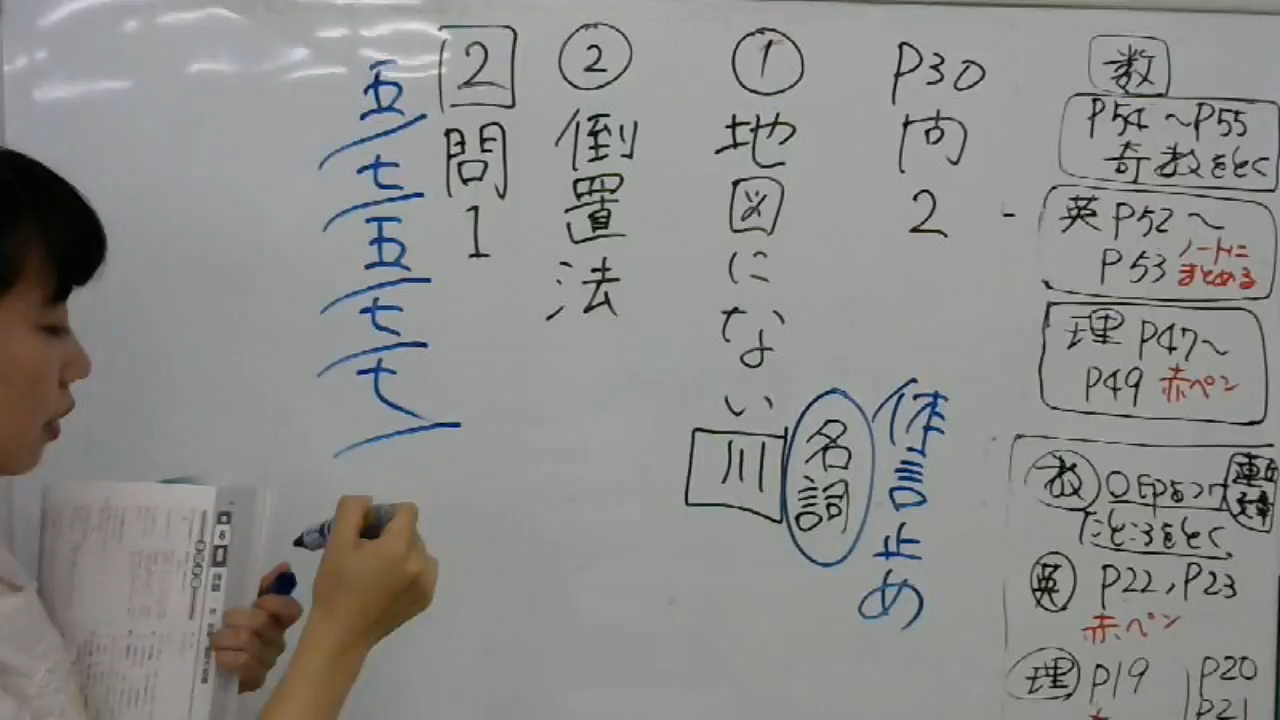 P30
問2
①地図にない川
名詞
体言止め
②倒置法
2 問1
五/七/五/七/七/
数
P54〜P55
奇数をとく
英 P52〜
P53 ノートに
まとめる
理 P47〜
P49 赤ペン
数 ○印をつけ
たところをとく
英 P22,P23
赤ペン
理 P19
P20
P21